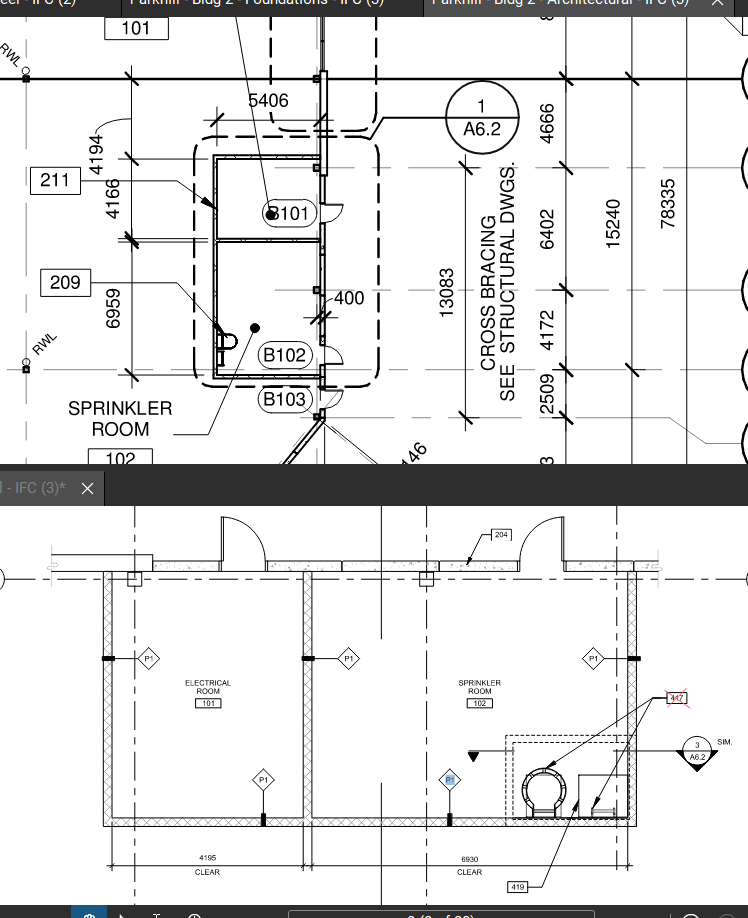 Parkhill - Bldg 2 - Foundations - IFC (3)
Parkhill - Bldg 2 - Architectural - IFC (3)
101
RWL
5406
1
A6.2
4194
4666
211
4166
B101
CROSS BRACING
SEE STRUCTURAL DWGS.
6402
15240
78335
209
6959
400
13083
4172
RWL
B102
B103
2509
SPRINKLER
ROOM
102
146
3
- IFC (3)*
204
P1
P1
P1
ELECTRICAL
ROOM
101
SPRINKLER
ROOM
102
3
A6.2
SIM.
P1
P1
4195
CLEAR
6930
CLEAR
419